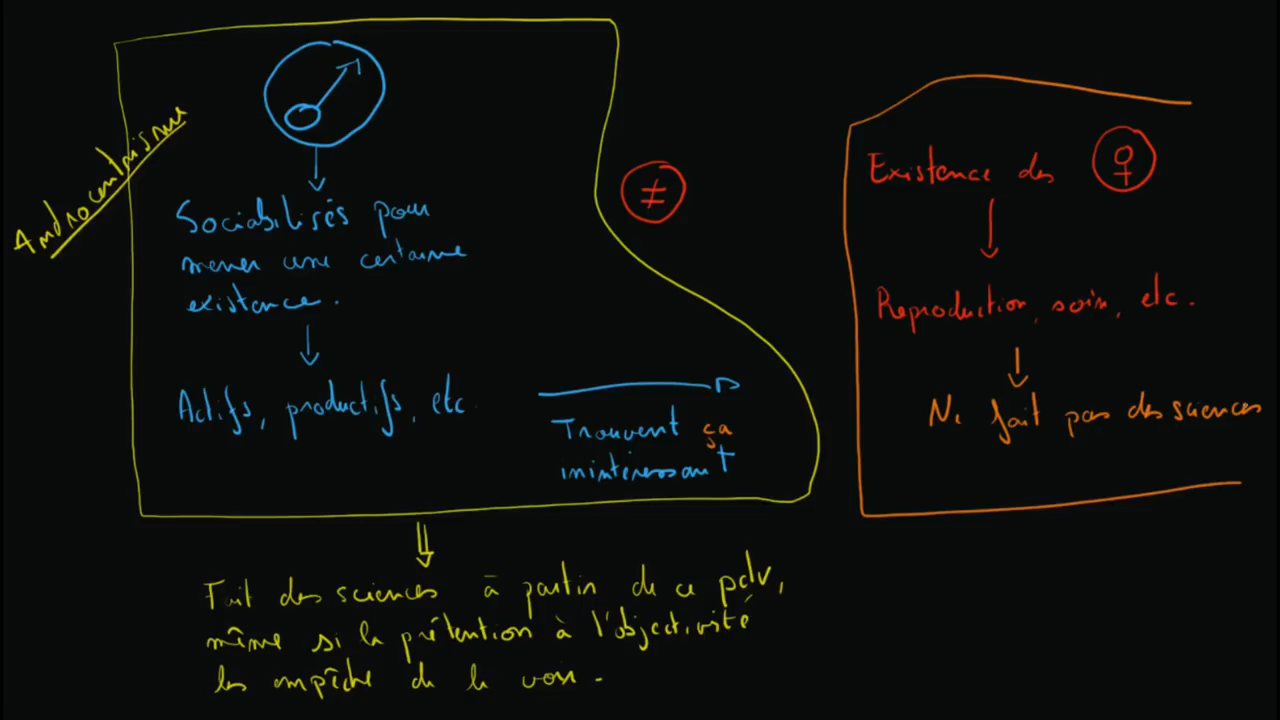 Androcentrisme
Sociabilisés pour
mener une certaine
existance.
Actifs, productifs, etc.
Trouvent ça
inintéressant
≠
Existence des ♀
Reproduction, soin, etc.
Ne fait pas des sciences
Fait des sciences à partir de ce pdv,
même si la prétention à l'objectivité
les empêche de le voir.